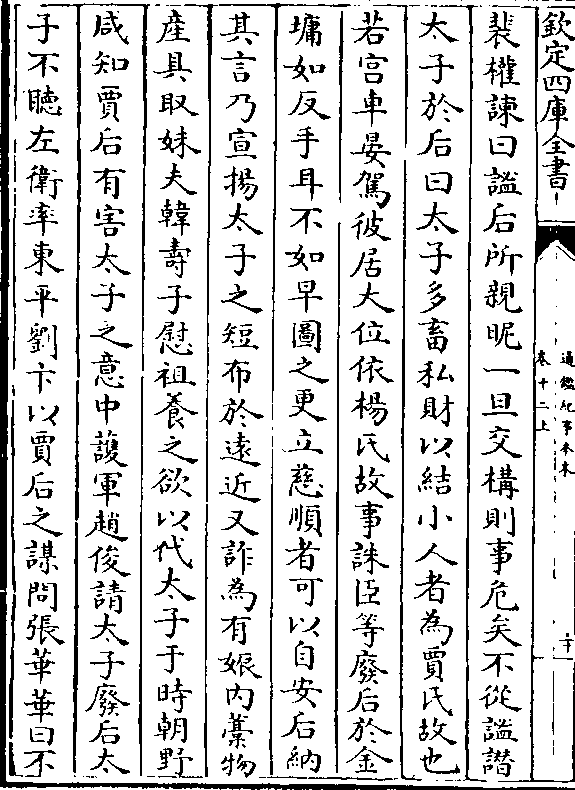 欽定四庫全書
通鑑紀事本末
卷十二上
二十
裴權諫曰謐后所親昵一旦交構則事危矣不從謐譖
太子於后曰太子多畜私財以結小人者為賈氏故也
若宫車晏駕彼居大位依楊氏故事誅臣等廢后於金
墉如反手耳不如早圖之更立慈順者可以自安后納
其言乃宣揚太子之短布於逺近又詐為有娠内藁物
産具取妹夫韓壽子慰祖養之欲以代太子于時朝野
咸知賈后有害太子之意中護軍趙俊請太子廢后太
子不聴左衛率東平劉卞以賈后之謀問張華華曰不